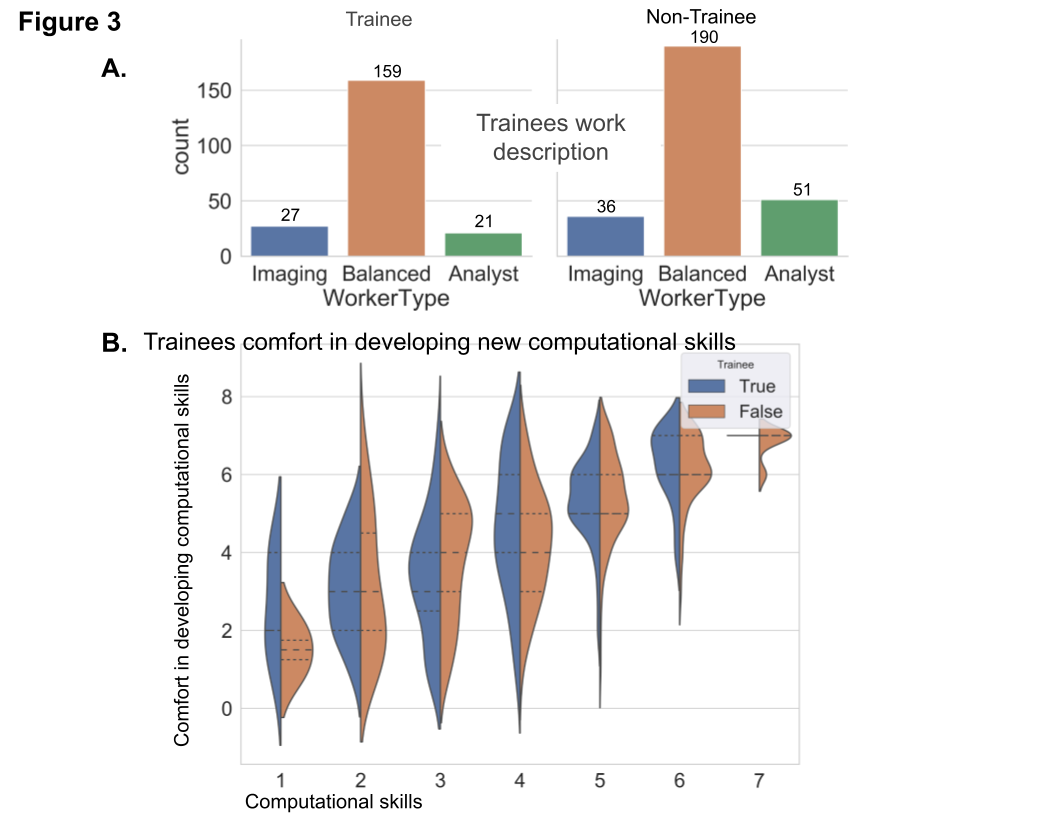 Figure 3
A.
Trainee
Non-Trainee
159
190
27
21
36
51
Trainees work
description
count
150
100
50
0
Imaging Balanced Analyst
WorkerType
Imaging Balanced Analyst
WorkerType
B. Trainees comfort in developing new computational skills
Trainee
True
False
Comfort in developing computational skills
8
6
4
2
0
1 2 3 4 5 6 7
Computational skills